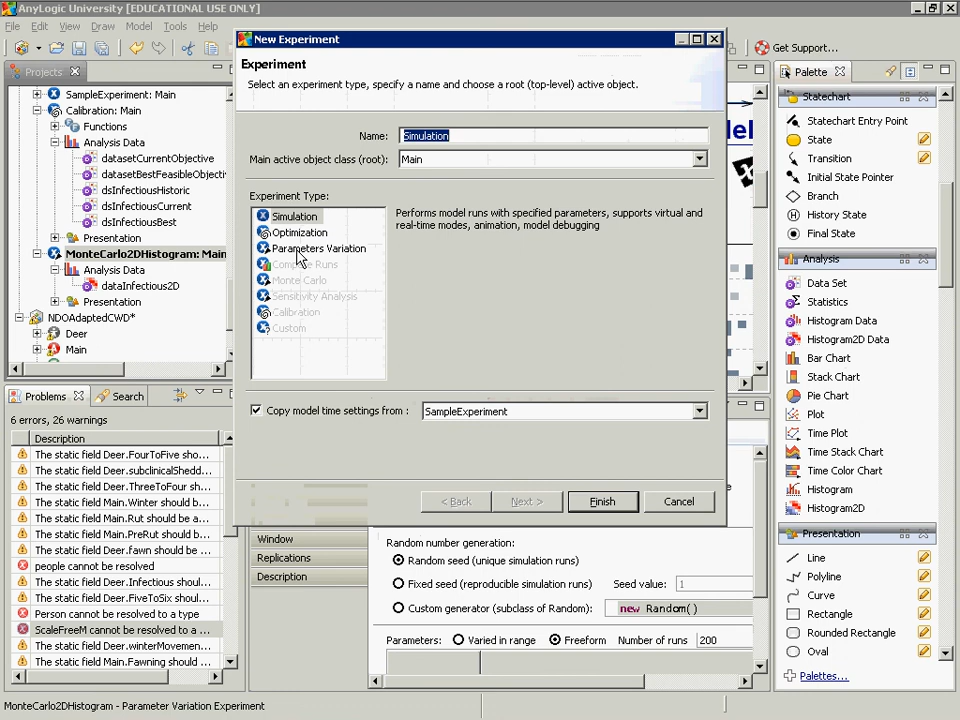 AnyLogic University [EDUCATIONAL USE ONLY]
File Edit View Draw Model Tools Help
Get Support...
Projects
SampleExperiment: Main
Calibration: Main
Functions
Analysis Data
datasetCurrentObjective
datasetBestFeasibleObjecti
dsInfectiousHistoric
dsInfectiousCurrent
dsInfectiousBest
Presentation
MonteCarlo2DHistogram: Main
Analysis Data
dataInfectious2D
Presentation
NDOAdaptedCWD*
Deer
Main
Problems Search
6 errors, 26 warnings
Description
The static field Deer.FourToFive sho...
The static field Deer.subclinicalShedd...
The static field Deer.ThreeToFour sh...
The static field Main.Winter should b...
The static field Main.Rut should be a...
The static field Main.PreRut should b...
The static field Deer.fawn should be ...
people cannot be resolved
The static field Deer.Infectious shoul...
The static field Deer.FiveToSix shoul...
Person cannot be resolved to a type
ScaleFreeM cannot be resolved to a ...
The static field Deer.winterMovemen...
The static field Main.Fawning should ...
New Experiment
Experiment
Select an experiment type, specify a name and choose a root (top-level) active object.
Name: Simulation
Main active object class (root): Main
Experiment Type:
Simulation
Optimization
Parameters Variation
Compare Runs
Monte Carlo
Sensitivity Analysis
Calibration
Custom
Performs model runs with specified parameters, supports virtual and
real-time modes, animation, model debugging
Copy model time settings from : SampleExperiment
< Back Next > Finish Cancel
Window
Replications
Description
Random number generation:
Random seed (unique simulation runs)
Fixed seed (reproducible simulation runs) Seed value: 1
Custom generator (subclass of Random): new Random()
Parameters: Varied in range Freeform Number of runs 200
Palette
Statechart
Statechart Entry Point
State
Transition
Initial State Pointer
Branch
History State
Final State
Analysis
Data Set
Statistics
Histogram Data
Histogram2D Data
Bar Chart
Stack Chart
Pie Chart
Plot
Time Plot
Time Stack Chart
Time Color Chart
Histogram
Histogram2D
Presentation
Line
Polyline
Curve
Rectangle
Rounded Rectangle
Oval
Palettes...
MonteCarlo2DHistogram - Parameter Variation Experiment